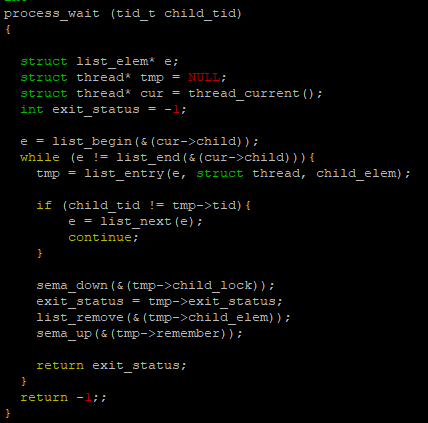 process_wait (tid_t child_tid)
{
struct list_elem* e;
struct thread* tmp = NULL;
struct thread* cur = thread_current();
int exit_status = -1;
e = list_begin(&(cur->child));
while (e != list_end(&(cur->child))){
tmp = list_entry(e, struct thread, child_elem);
if (child_tid != tmp->tid){
e = list_next(e);
continue;
}
sema_down(&(tmp->child_lock));
exit_status = tmp->exit_status;
list_remove(&(tmp->child_elem));
sema_up(&(tmp->remember));
return exit_status;
}
return -1;;
}